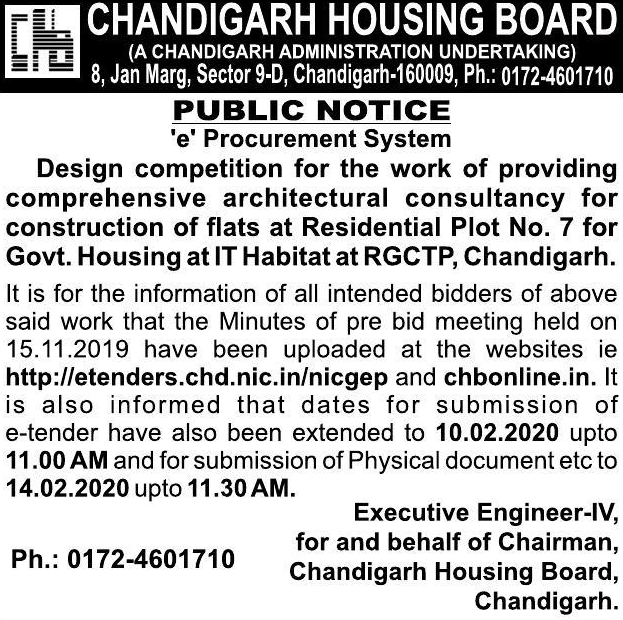 CHANDIGARH HOUSING BOARD
(A CHANDIGARH ADMINISTRATION UNDERTAKING)
8, Jan Marg, Sector 9-D, Chandigarh-160009, Ph.: 0172-4601710
PUBLIC NOTICE
'e' Procurement System
Design competition for the work of providing
comprehensive architectural consultancy for
construction of flats at Residential Plot No. 7 for
Govt. Housing at IT Habitat at RGCTP, Chandigarh.
It is for the information of all intended bidders of above
said work that the Minutes of pre bid meeting held on
15.11.2019 have been uploaded at the websites ie
http://etenders.chd.nic.in/nicgep and chbonline.in. It
is also informed that dates for submission of
e-tender have also been extended to 10.02.2020 upto
11.00 AM and for submission of Physical document etc to
14.02.2020 upto 11.30 AM.
Executive Engineer-IV,
for and behalf of Chairman,
Ph.: 0172-4601710
Chandigarh Housing Board,
Chandigarh.